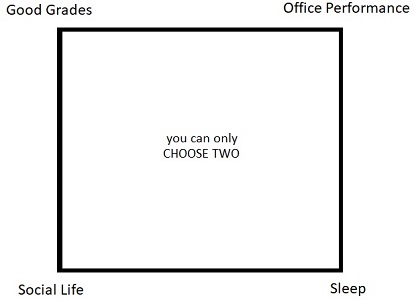 Good Grades
Office Performance
you can only
CHOOSE TWO
Social Life
Sleep